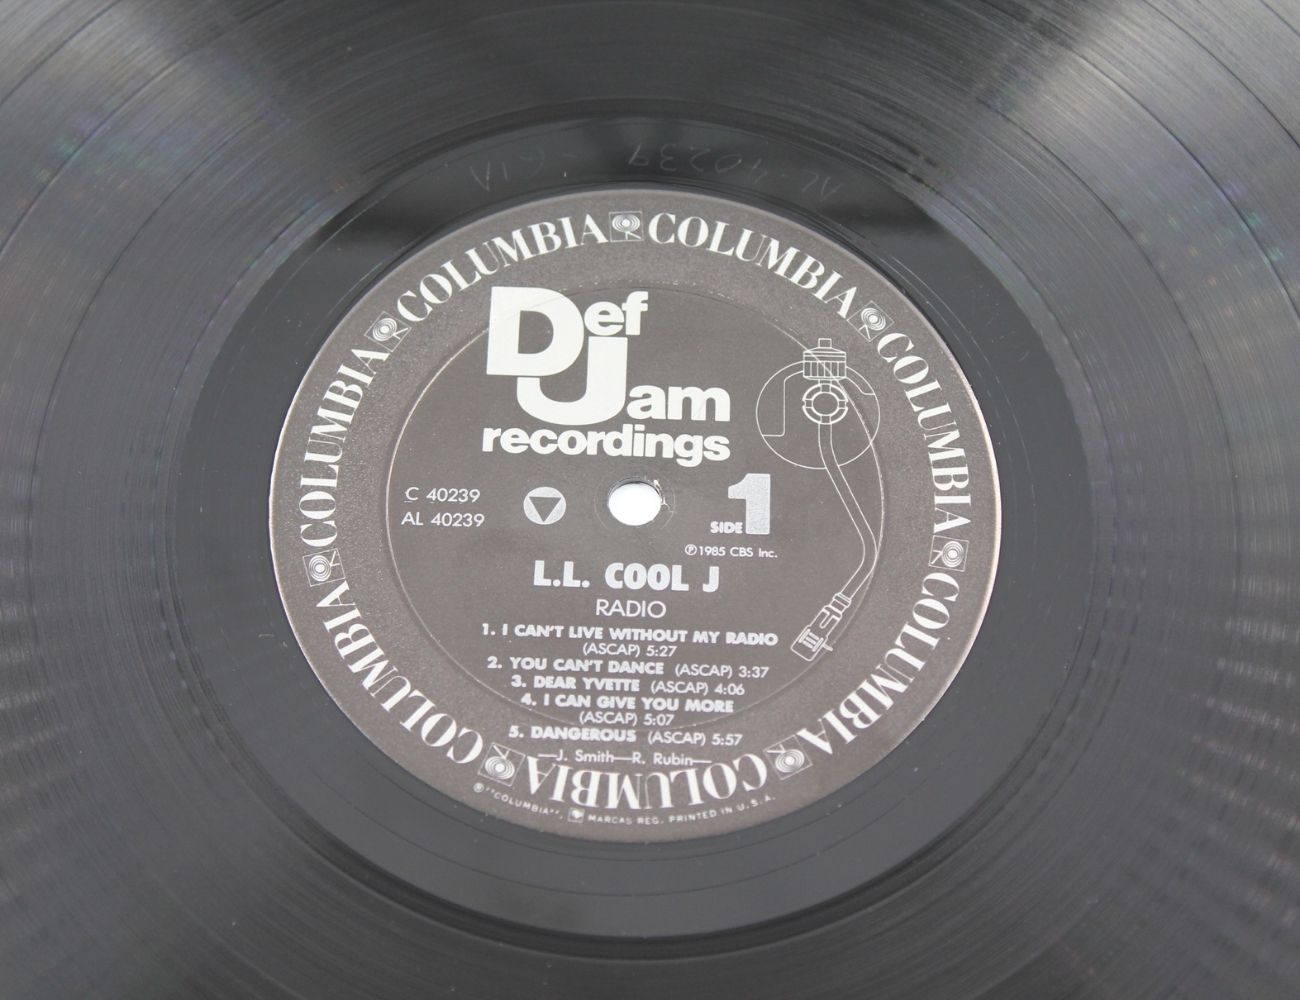 AL-40239 - G1A
COLUMBIA COLUMBIA COLUMBIA COLUMBIA COLUMBIA COLUMBIA COLUMBIA COLUMBIA
Def
Jam
recordings
C 40239
AL 40239
SIDE 1
℗ 1985 CBS Inc.
L.L. COOL J
RADIO
1. I CAN'T LIVE WITHOUT MY RADIO
(ASCAP) 5:27
2. YOU CAN'T DANCE (ASCAP) 3:37
3. DEAR YVETTE (ASCAP) 4:06
4. I CAN GIVE YOU MORE
(ASCAP) 5:07
5. DANGEROUS (ASCAP) 5:57
—J. Smith—R. Rubin—
℗ "COLUMBIA", MARCAS REG. PRINTED IN U.S.A.